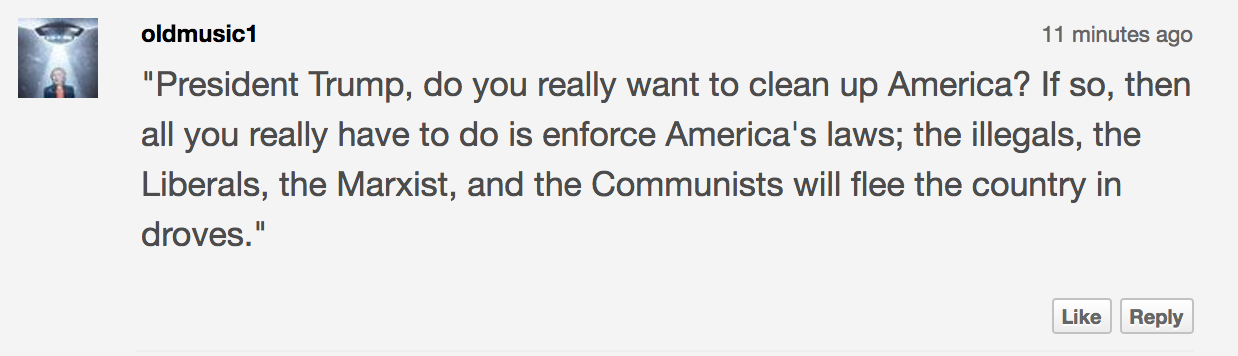 oldmusic1
11 minutes ago
"President Trump, do you really want to clean up America? If so, then
all you really have to do is enforce America's laws; the illegals, the
Liberals, the Marxist, and the Communists will flee the country in
droves."
Like Reply